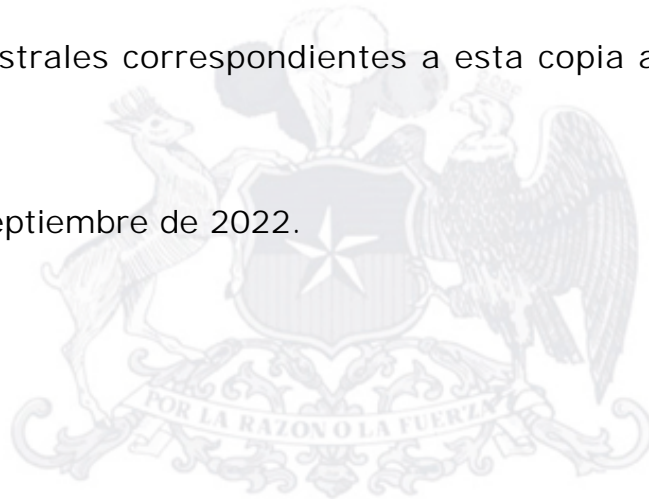 strales correspondientes a esta copia a
eptiembre de 2022.
POR LA RAZON O LA FUERZA